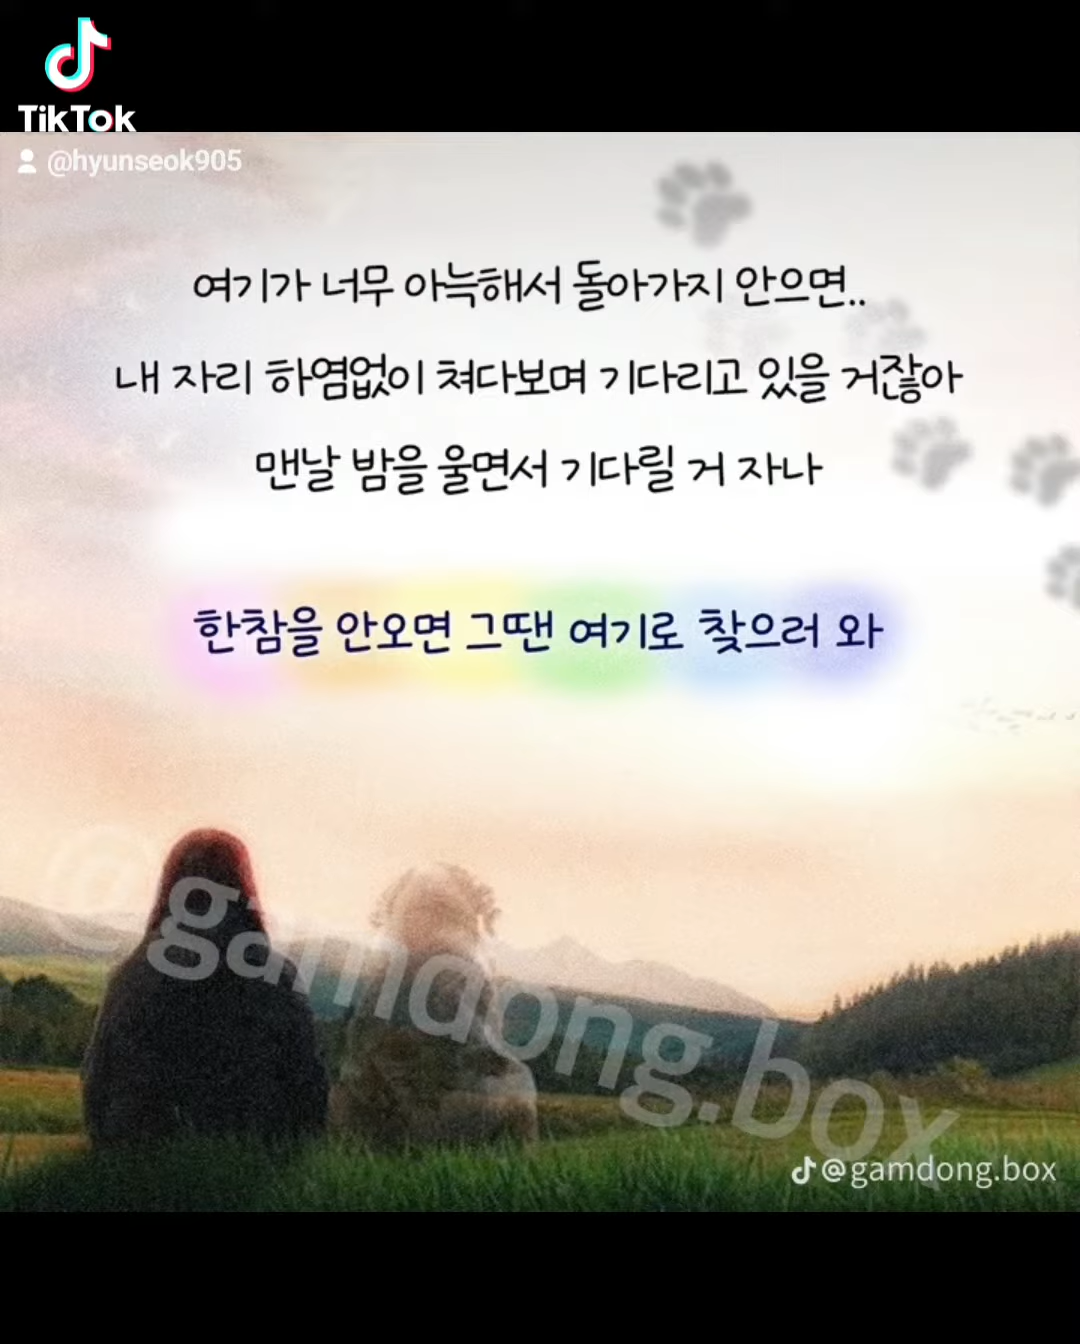 TikTok
@hyunseok905
여기가 너무 아늑해서 돌아가지 안으면..
내 자리 하염없이 쳐다보며 기다리고 있을 거잖아
맨날 밤을 울면서 기다릴 거 자나
한참을 안오면 그땐 여기로 찾으러 와
@gamdong.box
@gamdong.box